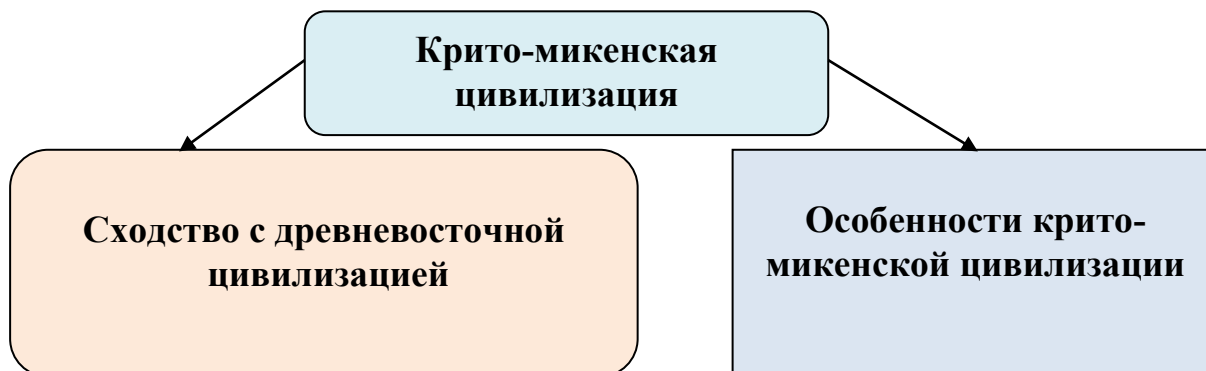 Крито-микенская
цивилизация
Сходство с древневосточной
цивилизацией
Особенности крито-
микенской цивилизации